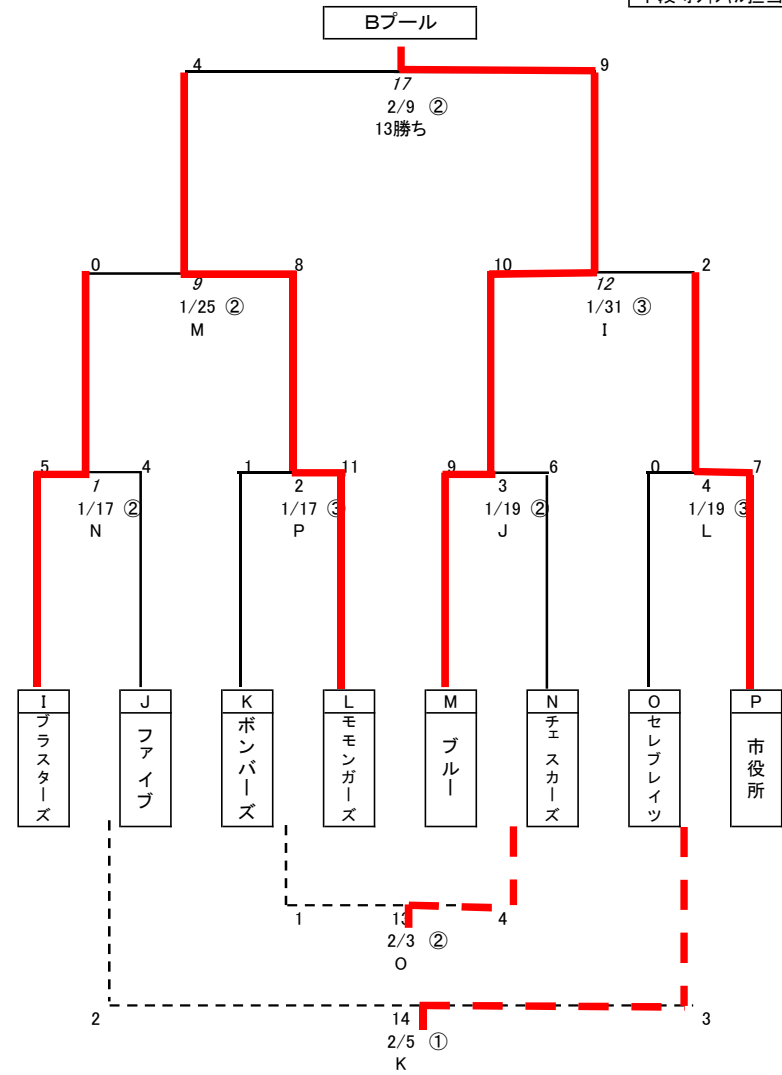 Bプール
4
9
17
2/9 ②
13勝ち
0
8
10
2
9
1/25 ②
M
12
1/31 ③
I
5
4
1
11
9
6
0
7
1
1/17 ②
N
2
1/17 ③
P
3
1/19 ②
J
4
1/19 ③
L
I
J
K
L
M
N
O
P
ブラスターズ
ファイブ
ボンバーズ
モモンガーズ
ブルー
チェスカーズ
セレブレイツ
市役所
1
13
4
2/3 ②
O
2
14
3
2/5 ①
K